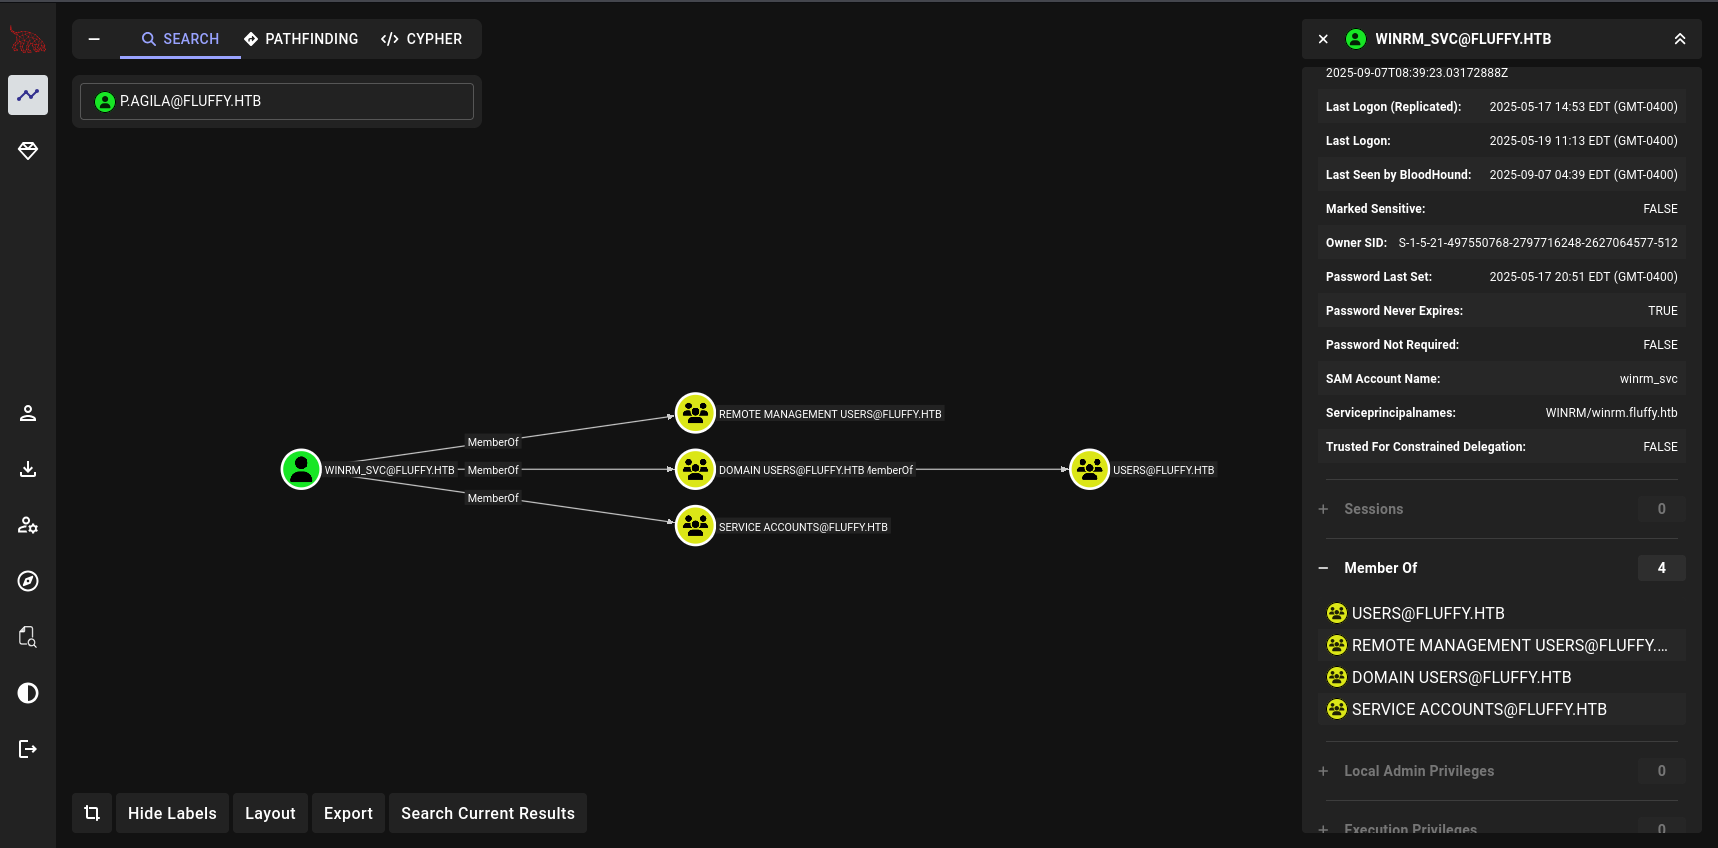 SEARCH
PATHFINDING
CYPHER
P.AGILA@FLUFFY.HTB
REMOTE MANAGEMENT USERS@FLUFFY.HTB
MemberOf
WINRM_SVC@FLUFFY.HTB
MemberOf
DOMAIN USERS@FLUFFY.HTB
MemberOf
USERS@FLUFFY.HTB
MemberOf
SERVICE ACCOUNTS@FLUFFY.HTB
Hide Labels
Layout
Export
Search Current Results
WINRM_SVC@FLUFFY.HTB
2025-09-07T08:39:23.03172888Z
Last Logon (Replicated): 2025-05-17 14:53 EDT (GMT-0400)
Last Logon: 2025-05-19 11:13 EDT (GMT-0400)
Last Seen by BloodHound: 2025-09-07 04:39 EDT (GMT-0400)
Marked Sensitive: FALSE
Owner SID: S-1-5-21-497550768-2797716248-2627064577-512
Password Last Set: 2025-05-17 20:51 EDT (GMT-0400)
Password Never Expires: TRUE
Password Not Required: FALSE
SAM Account Name: winrm_svc
Serviceprincipalnames: WINRM/winrm.fluffy.htb
Trusted For Constrained Delegation: FALSE
Sessions 0
Member Of 4
USERS@FLUFFY.HTB
REMOTE MANAGEMENT USERS@FLUFFY....
DOMAIN USERS@FLUFFY.HTB
SERVICE ACCOUNTS@FLUFFY.HTB
Local Admin Privileges 0
Execution Privileges 0